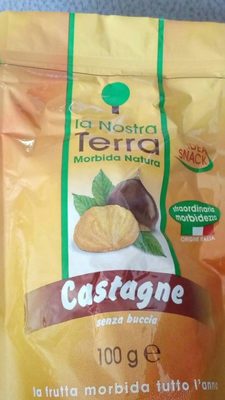 la Nostra
Terra
Morbida Natura
SNACK
straordinaria
morbidezza
ORIGINE ITALIA
Castagne
senza buccia
100 g e
la frutta morbida tutto l'anno